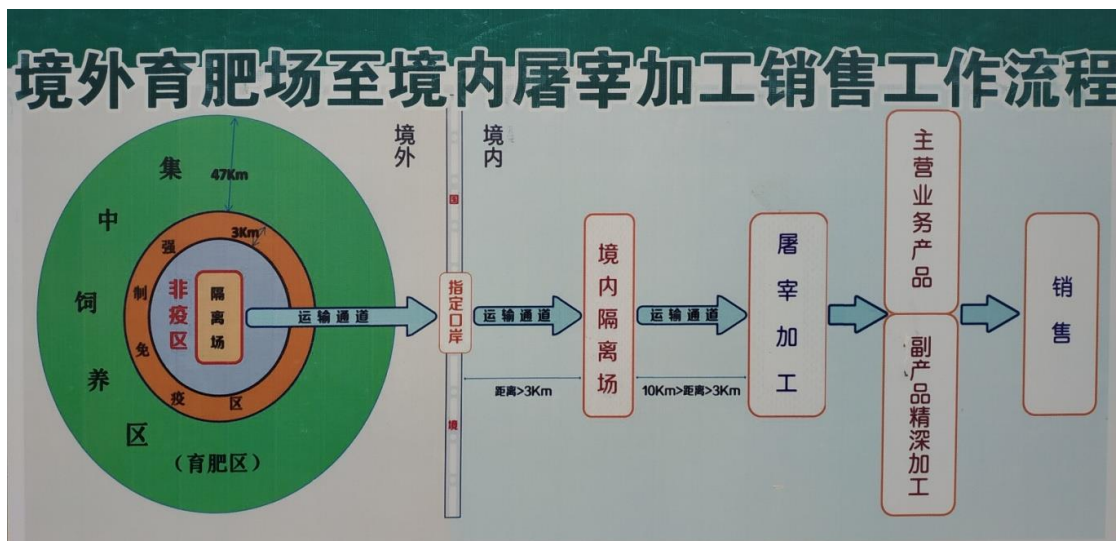 境外育肥场至境内屠宰加工销售工作流程
境外
境内
集中饲养区
（育肥区）
47Km
3Km
强制免疫区
非疫区
隔离场
运输通道
国境
指定口岸
运输通道
距离>3Km
境内隔离场
运输通道
10Km>距离>3Km
屠宰加工
主营业务产品
副产品精深加工
销售